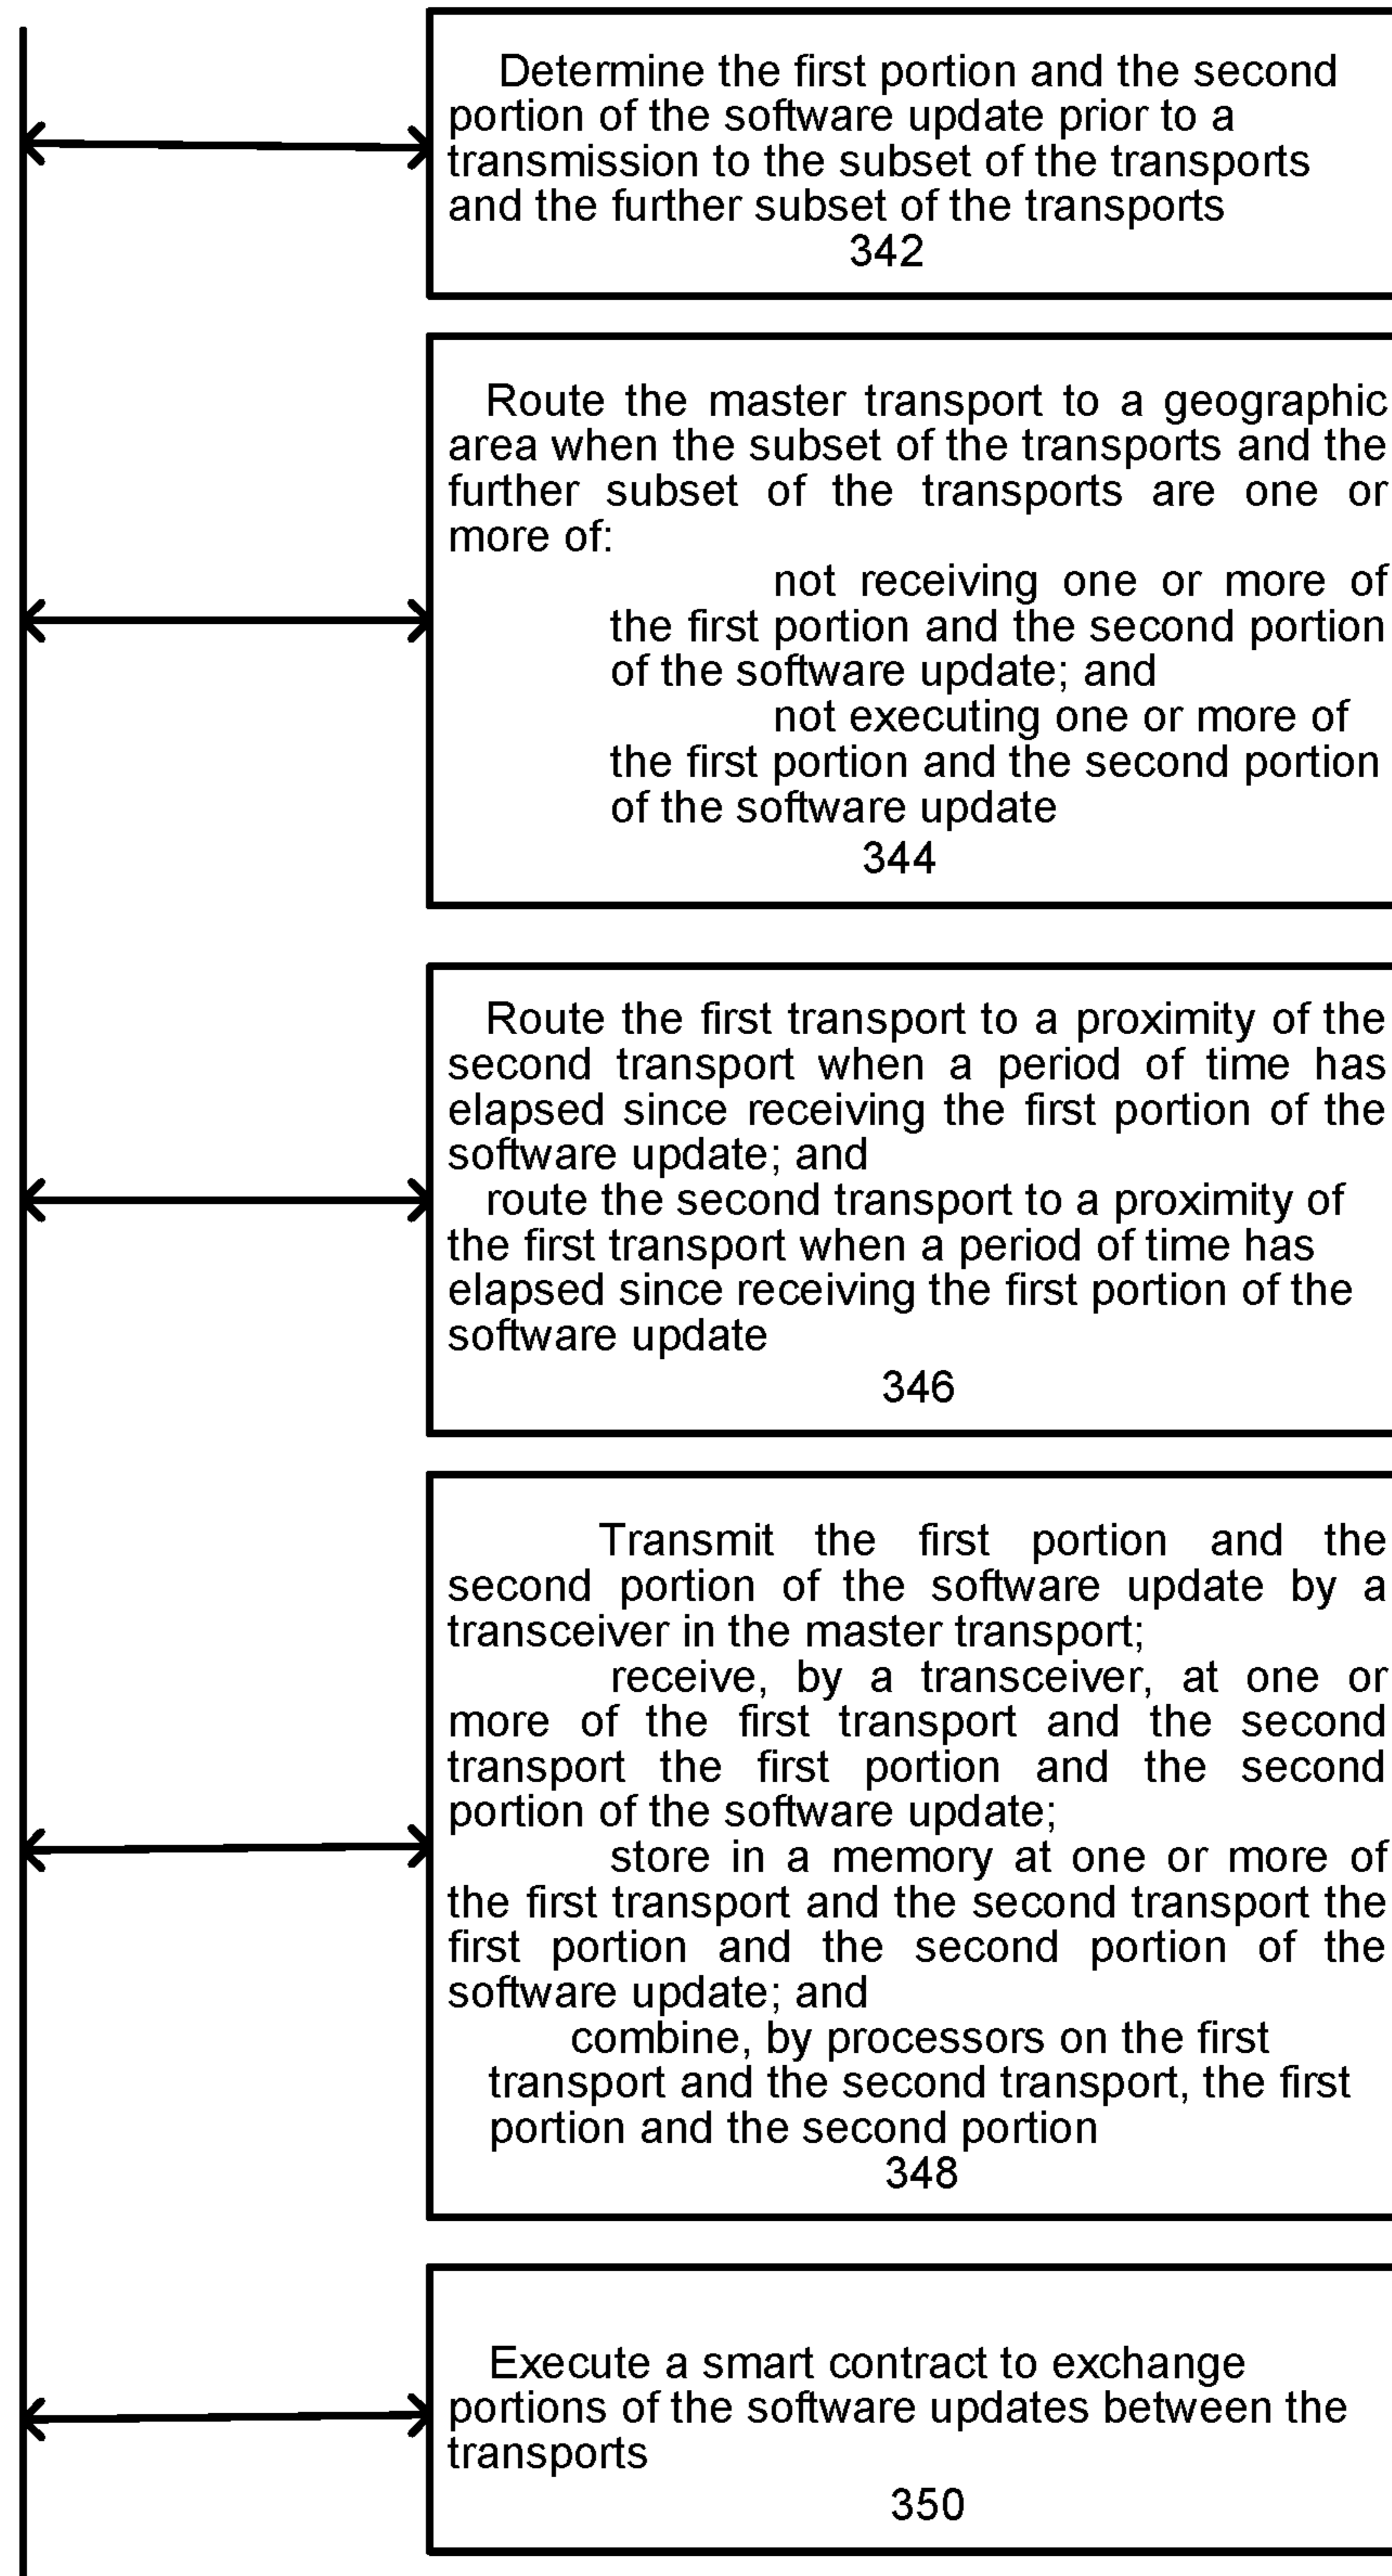 Determine the first portion and the second
portion of the software update prior to a
transmission to the subset of the transports
and the further subset of the transports
342
Route the master transport to a geographic
area when the subset of the transports and the
further subset of the transports are one or
more of:
not receiving one or more of
the first portion and the second portion
of the software update; and
not executing one or more of
the first portion and the second portion
of the software update
344
Route the first transport to a proximity of the
second transport when a period of time has
elapsed since receiving the first portion of the
software update; and
route the second transport to a proximity of
the first transport when a period of time has
elapsed since receiving the first portion of the
software update
346
Transmit the first portion and the
second portion of the software update by a
transceiver in the master transport;
receive, by a transceiver, at one or
more of the first transport and the second
transport the first portion and the second
portion of the software update;
store in a memory at one or more of
the first transport and the second transport the
first portion and the second portion of the
software update; and
combine, by processors on the first
transport and the second transport, the first
portion and the second portion
348
Execute a smart contract to exchange
portions of the software updates between the
transports
350